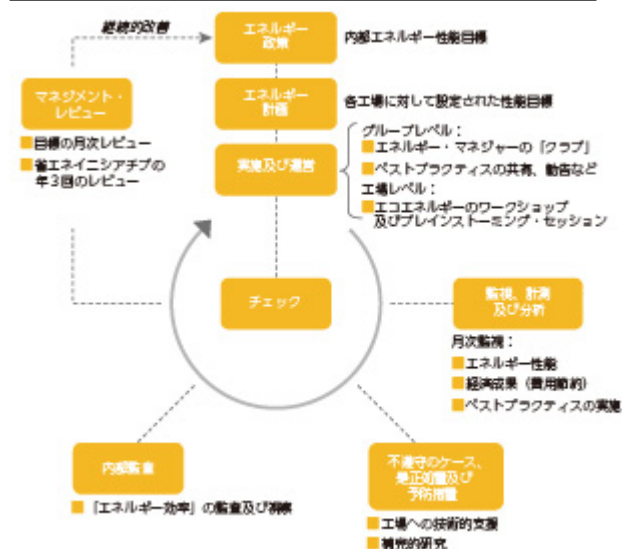 継続的改善
エネルギー
政策
内部エネルギー性能目標
マネジメント・
レビュー
■目標の月次レビュー
■省エネイニシアチブの
年3回のレビュー
エネルギー
計画
各工場に対して設定された性能目標
実施及び運営
グループレベル：
■エネルギー・マネジャーの「クラブ」
■ベストプラクティスの共有、勧告など
工場レベル：
■エコエネルギーのワークショップ
及びブレインストーミング・セッション
チェック
監視、計測
及び分析
月次監視：
■エネルギー性能
■経済成果（費用節約）
■ベストプラクティスの実施
内部監査
■「エネルギー効率」の監査及び視察
不遵守のケース、
是正処置及び
予防措置
■工場への技術的支援
■補完的研究